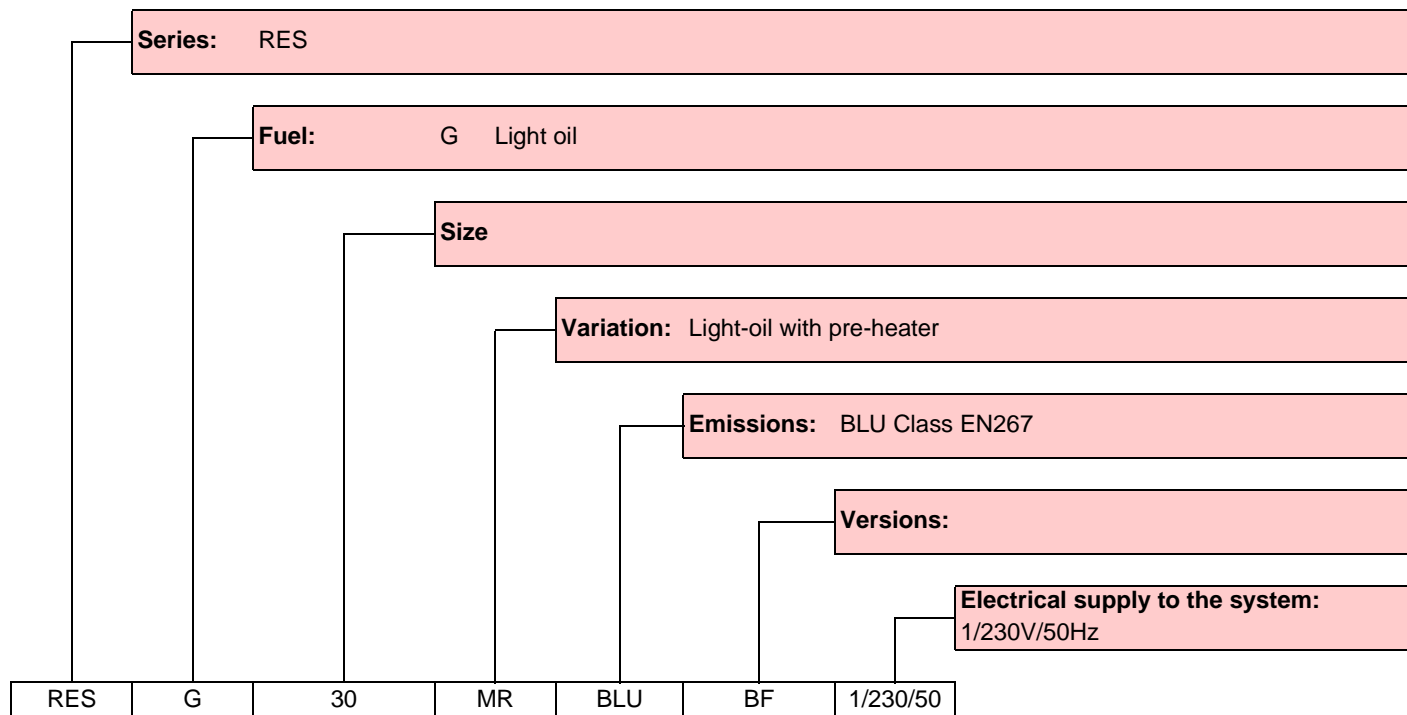 Series: RES
Fuel: G Light oil
Size
Variation: Light-oil with pre-heater
Emissions: BLU Class EN267
Versions:
Electrical supply to the system:
1/230V/50Hz
RES G 30 MR BLU BF 1/230/50